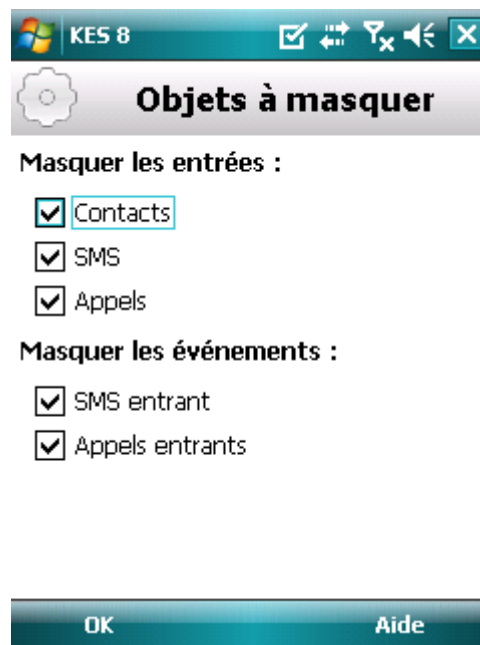 KES 8
Objets à masquer
Masquer les entrées :
Contacts
SMS
Appels
Masquer les événements :
SMS entrant
Appels entrants
OK Aide